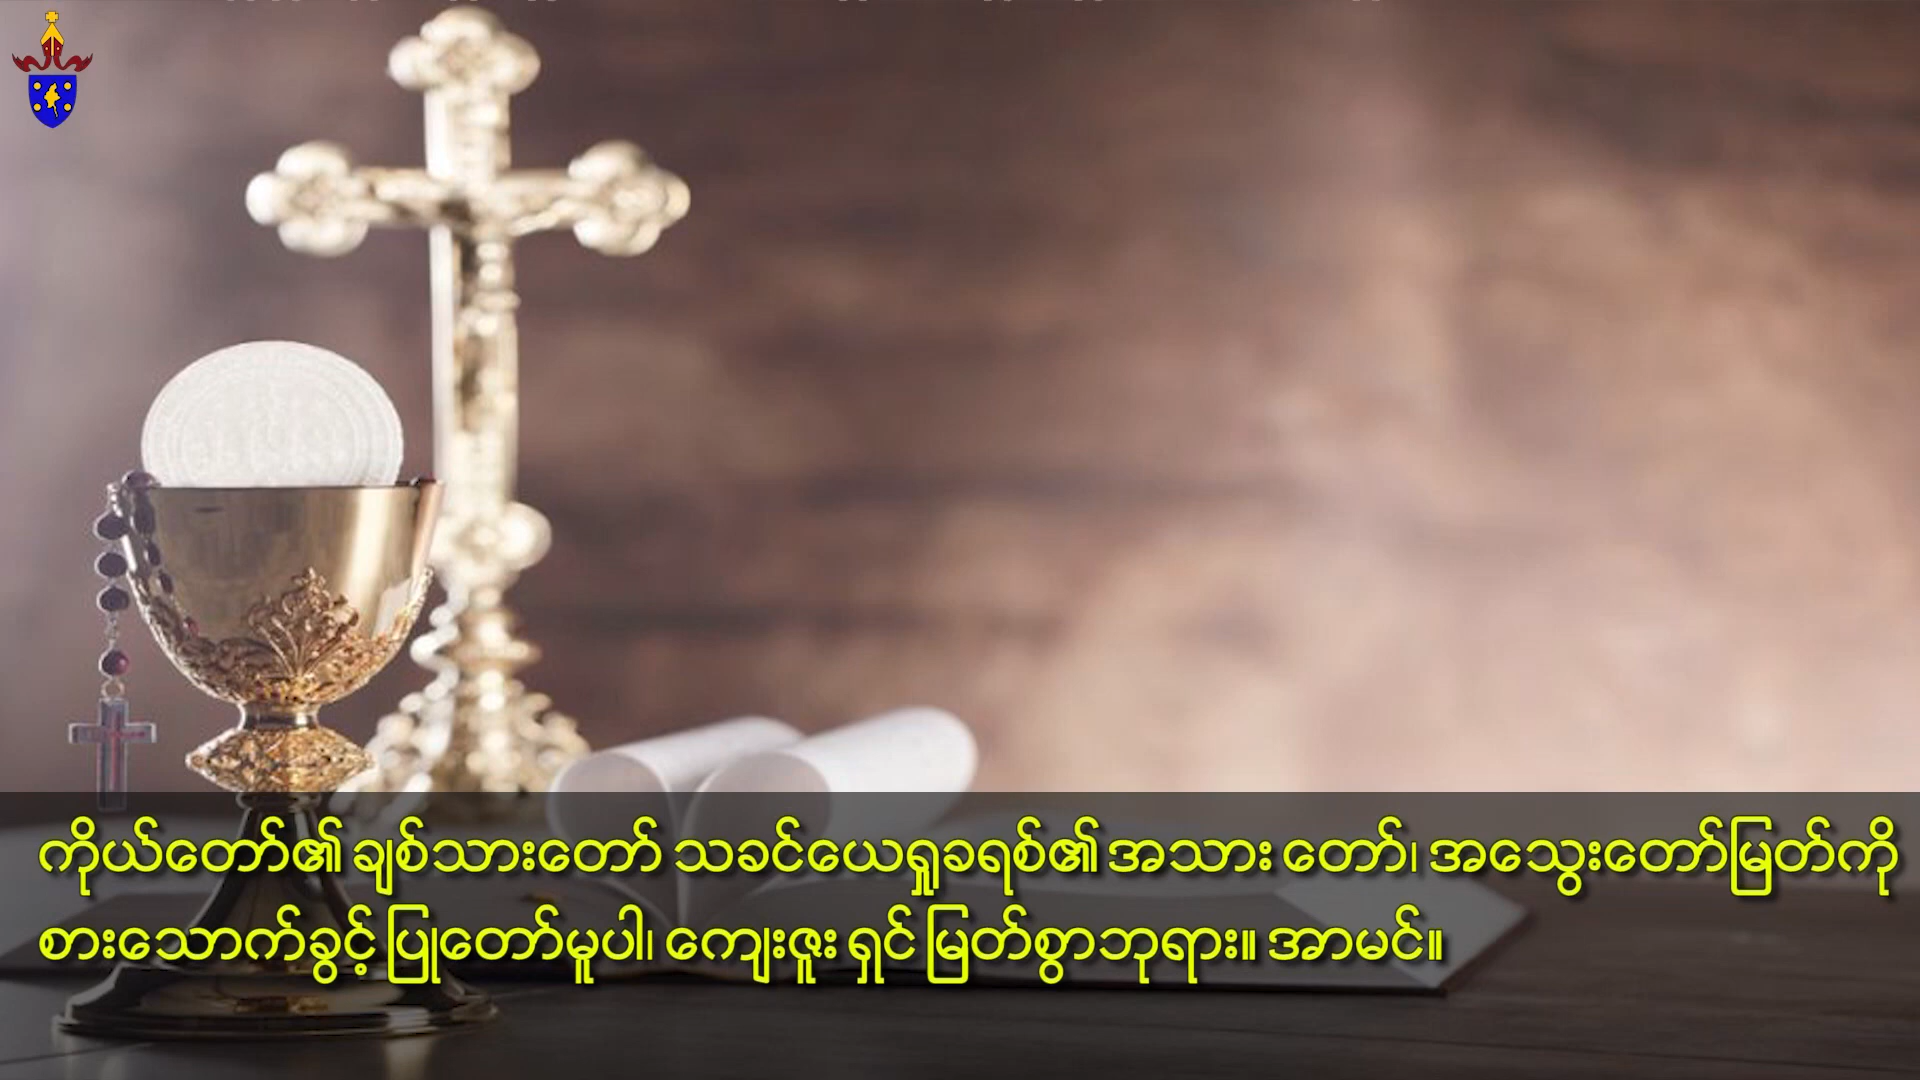 ကိုယ်တော်၏ ချစ်သားတော် သခင်ယေရှုခရစ်၏ အသား တော်၊ အသွေးတော်မြတ်ကို
စားသောက်ခွင့် ပြုတော်မူပါ၊ ကျေးဇူး ရှင် မြတ်စွာဘုရား။ အာမင်။